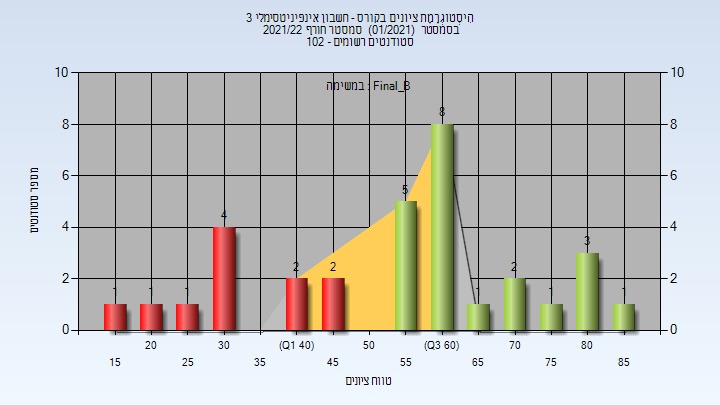 היסטוגרמת ציונים בקורס - חשבון אינפיניטסימלי 3
בסמסטר (01/2021) סמסטר חורף 2021/22
סטודנטים רשומים - 102
במשימה : Final_B
מספר סטודנטים
10 10
8 8
6 6
4 4
2 2
0 0
1 1 1 4 2 2 5 8 1 2 1 3 1
20 30 (Q1 40) 50 (Q3 60) 70 80
15 25 35 45 55 65 75 85
טווח ציונים